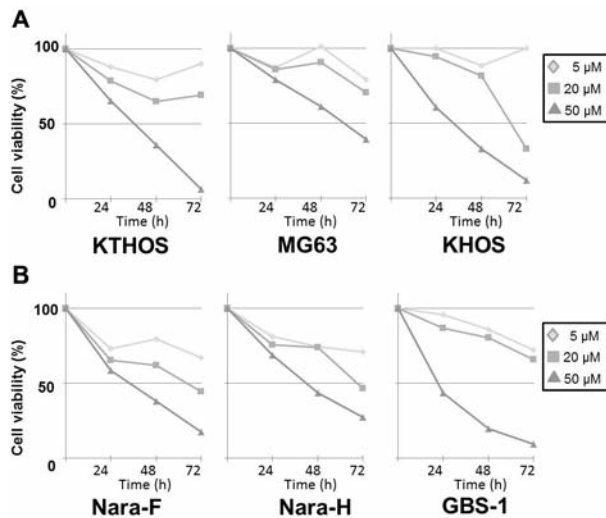 A
Cell viability (%)
100
50
0
24 48 72
Time (h)
KTHOS
24 48 72
Time (h)
MG63
24 48 72
Time (h)
KHOS
5 µM
20 µM
50 µM
B
Cell viability (%)
100
50
0
24 48 72
Time (h)
Nara-F
24 48 72
Time (h)
Nara-H
24 48 72
Time (h)
GBS-1
5 µM
20 µM
50 µM